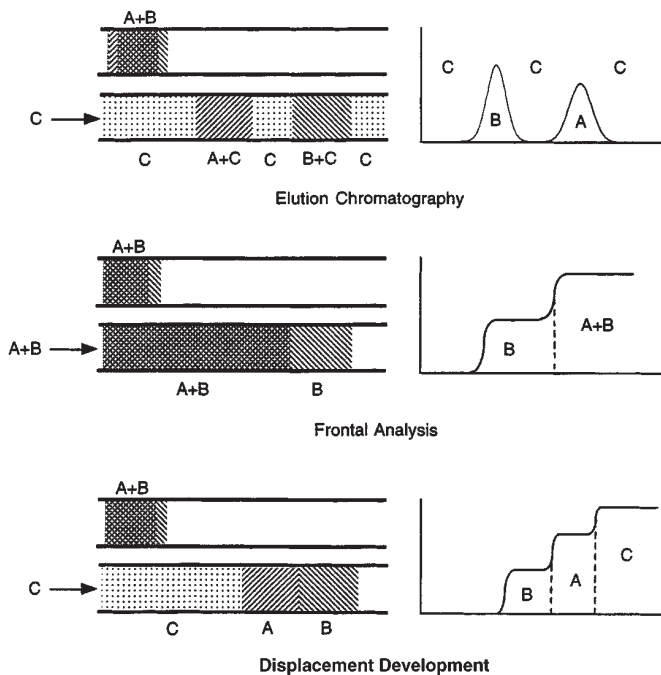 A+B
C
C A+C C B+C C
C C C
B A
Elution Chromatography
A+B
A+B
A+B B
B A+B
Frontal Analysis
A+B
C
C A B
B A C
Displacement Development